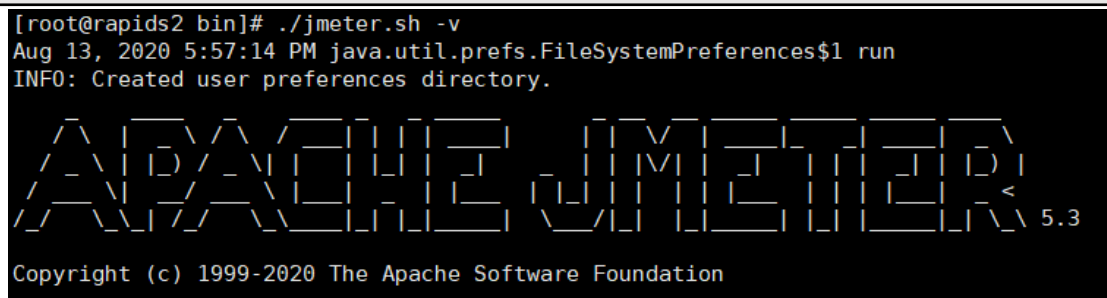 [root@rapids2 bin]# ./jmeter.sh -v
Aug 13, 2020 5:57:14 PM java.util.prefs.FileSystemPreferences$1 run
INFO: Created user preferences directory.
APACHE JMETER 5.3
Copyright (c) 1999-2020 The Apache Software Foundation